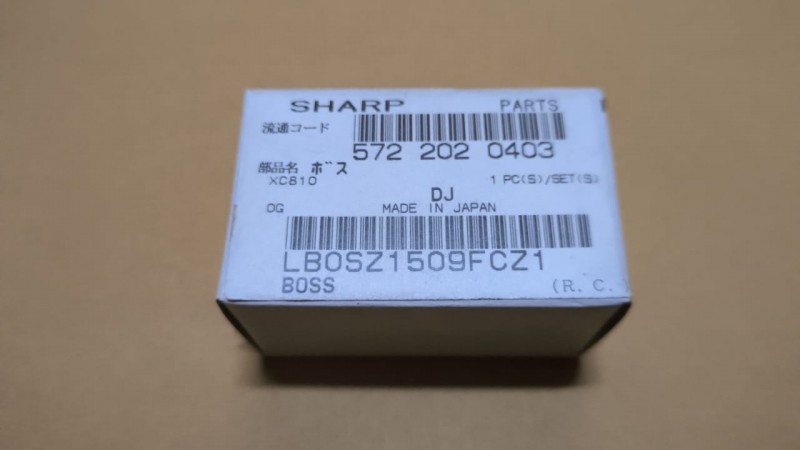 SHARP PARTS
流通コード
572 202 0403
部品名 ボス
XC810 1 PC(S)/SET(S)
DJ
OG MADE IN JAPAN
LBOSZ1509FCZ1
BOSS (R. C.)